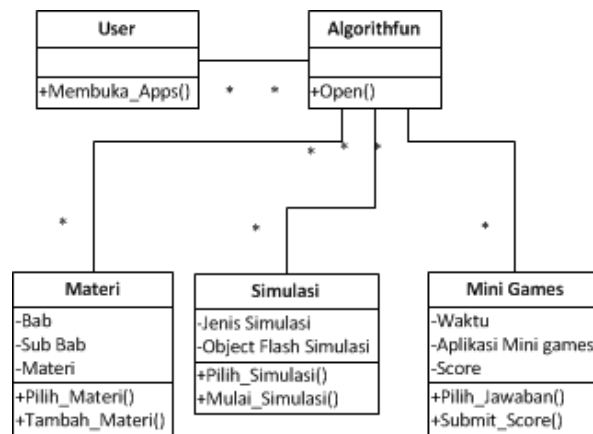 User
+Membuka_Apps()
Algorithfun
+Open()
* *
* * *
* * *
Materi
-Bab
-Sub Bab
-Materi
+Pilih_Materi()
+Tambah_Materi()
Simulasi
-Jenis Simulasi
-Object Flash Simulasi
+Pilih_Simulasi()
+Mulai_Simulasi()
Mini Games
-Waktu
-Aplikasi Mini games
-Score
+Pilih_Jawaban()
+Submit_Score()